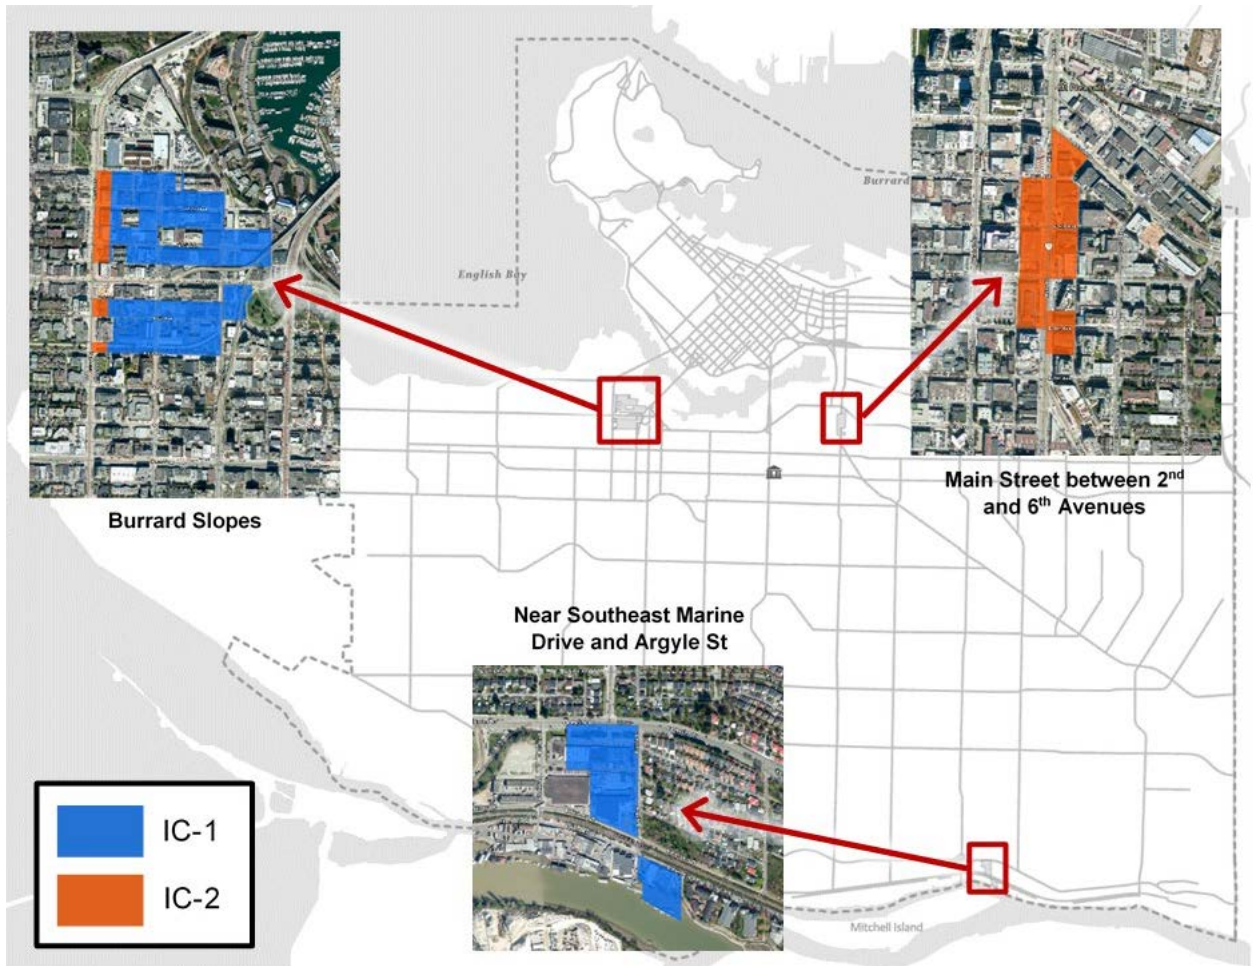 Burrard
English Bay
Burrard Slopes
Main Street between 2nd
and 6th Avenues
Near Southeast Marine
Drive and Argyle St
IC-1
IC-2
Mitchell Island